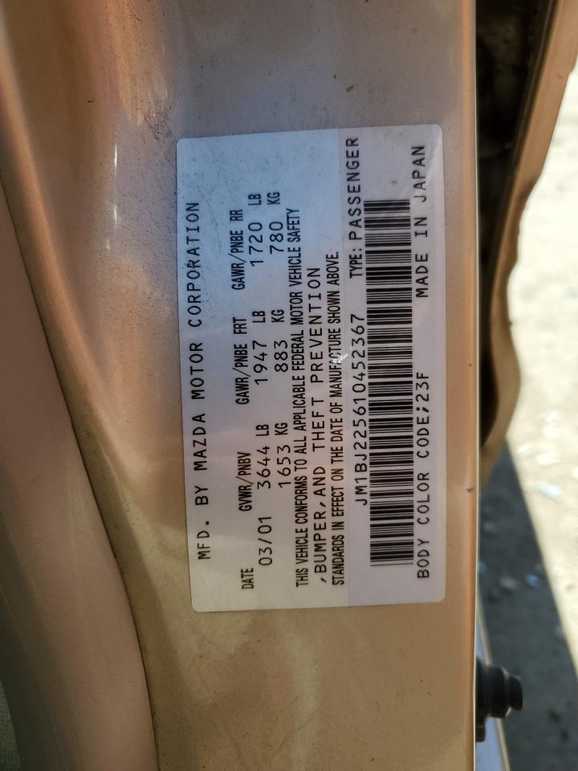 MFD. BY MAZDA MOTOR CORPORATION
DATE GVWR/PNBV GAWR/PNBE FRT GAWR/PNBE RR
03/01 3644 LB 1947 LB 1720 LB
1653 KG 883 KG 780 KG
THIS VEHICLE CONFORMS TO ALL APPLICABLE FEDERAL MOTOR VEHICLE SAFETY
,BUMPER,AND THEFT PREVENTION
STANDARDS IN EFFECT ON THE DATE OF MANUFACTURE SHOWN ABOVE.
JM1BJ225610452367 TYPE: PASSENGER
BODY COLOR CODE;23F MADE IN JAPAN